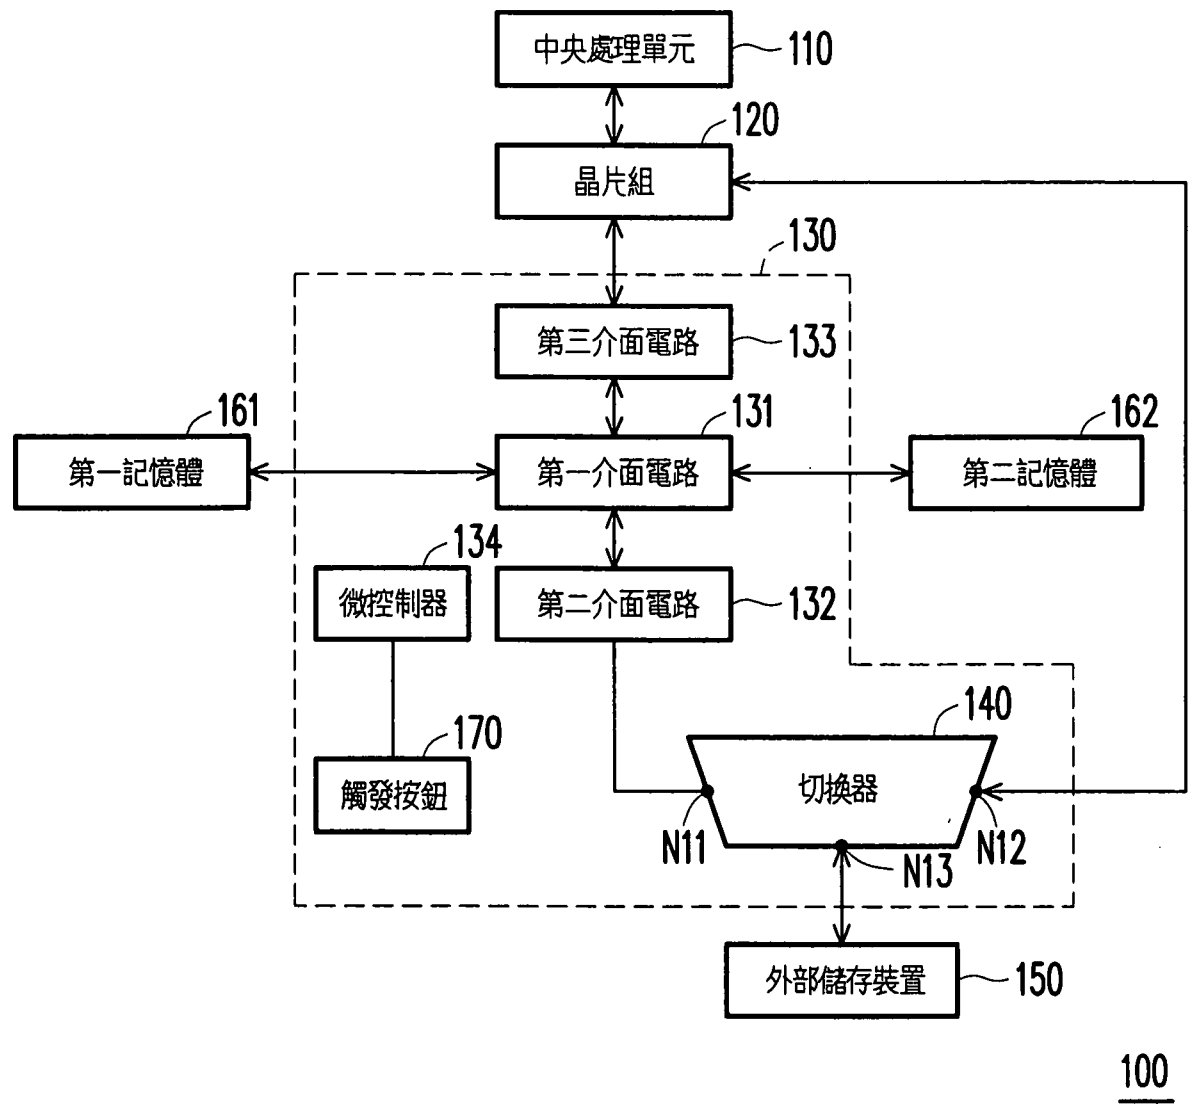 中央處理單元
110
120
晶片組
130
第三介面電路
133
161
131
162
第一記憶體
第一介面電路
第二記憶體
134
微控制器
第二介面電路
132
170
140
觸發按鈕
切換器
N11
N13
N12
外部儲存裝置
150
100